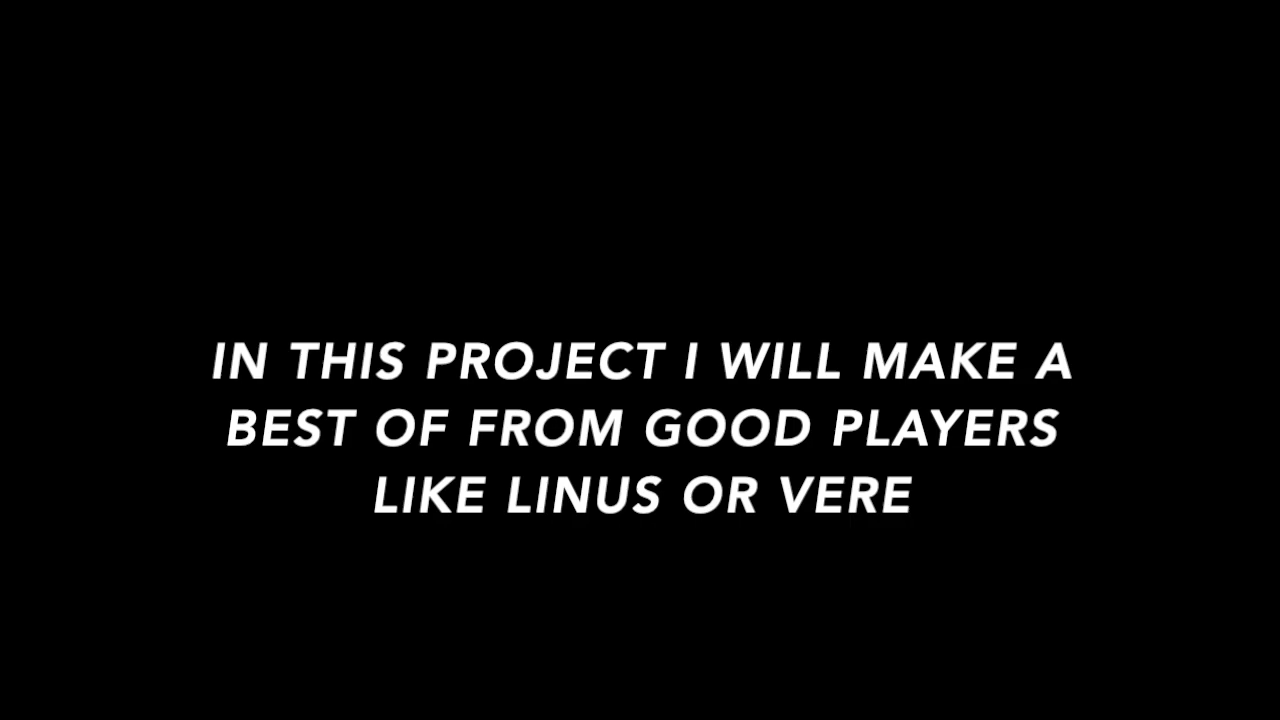 IN THIS PROJECT I WILL MAKE A
BEST OF FROM GOOD PLAYERS
LIKE LINUS OR VERE